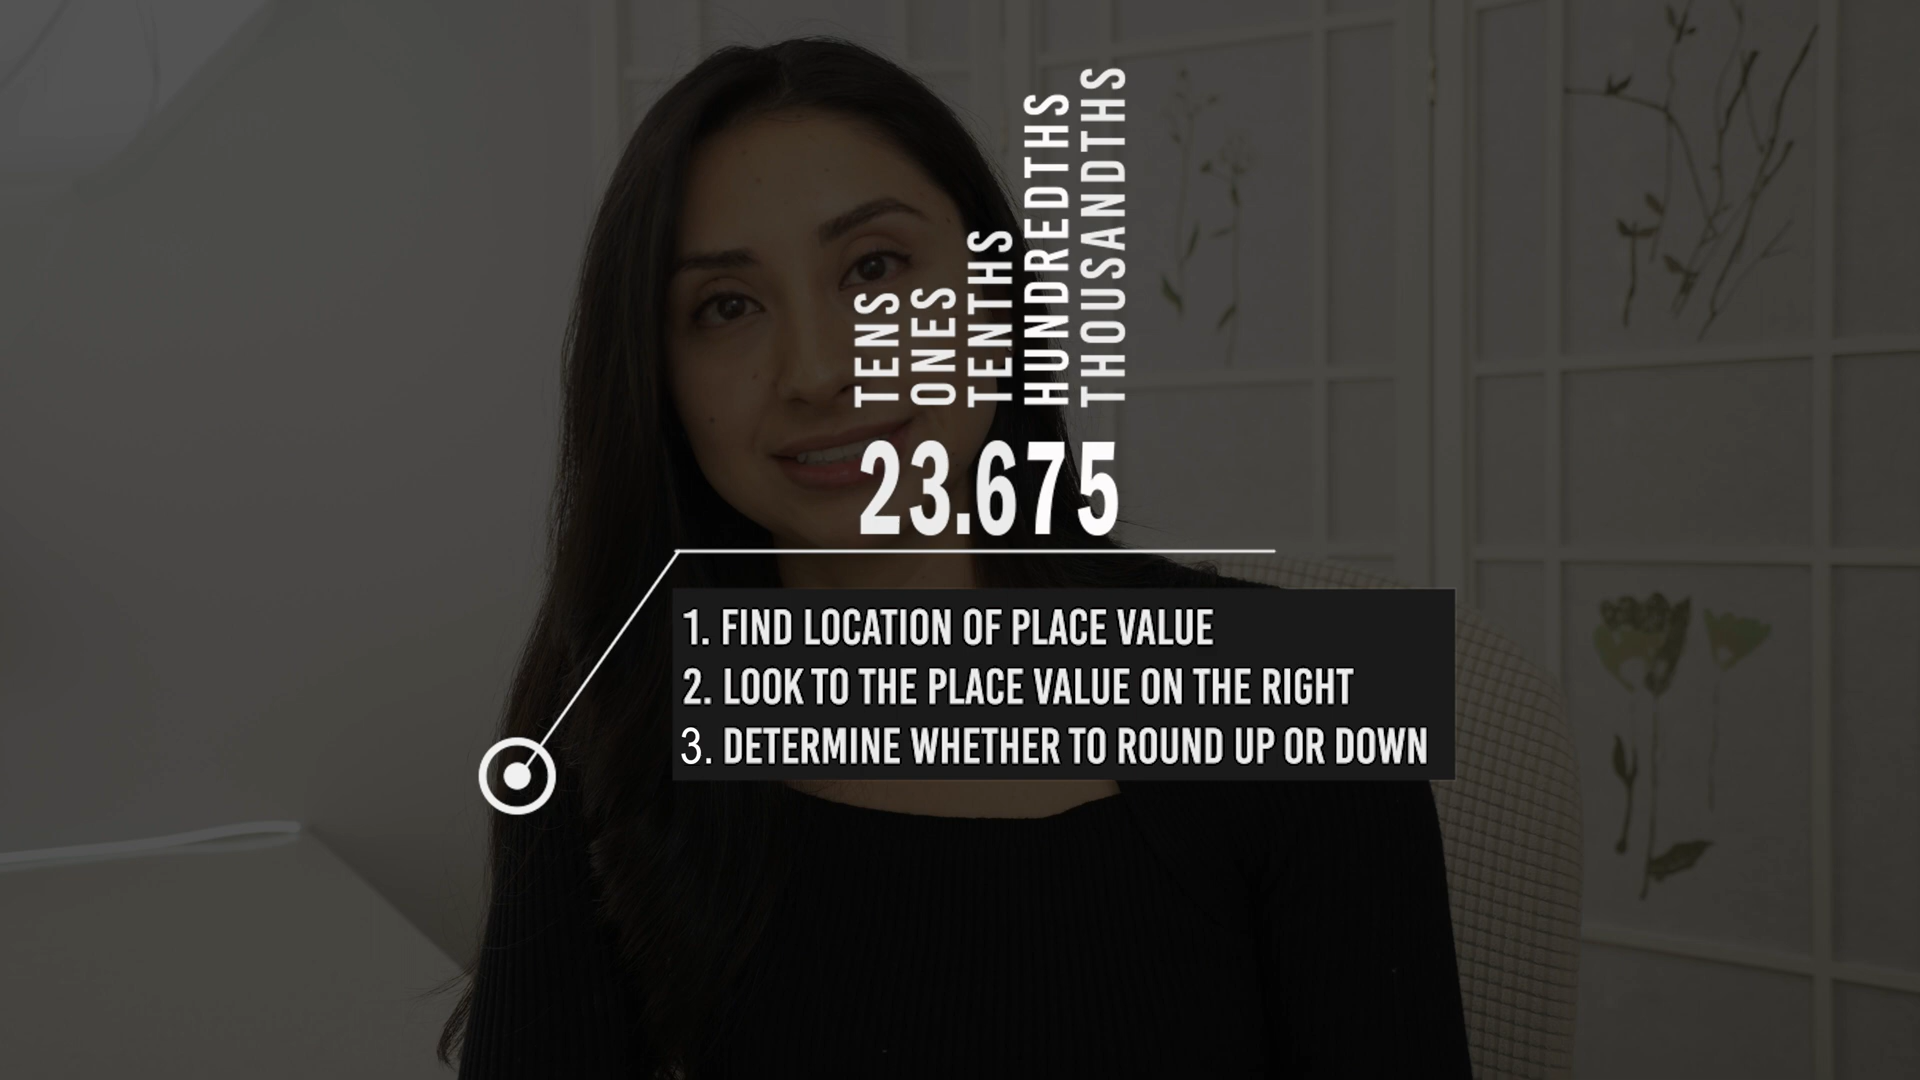 TENS
ONES
TENTHS
HUNDREDTHS
THOUSANDTHS
23.675
1. FIND LOCATION OF PLACE VALUE
2. LOOK TO THE PLACE VALUE ON THE RIGHT
3. DETERMINE WHETHER TO ROUND UP OR DOWN